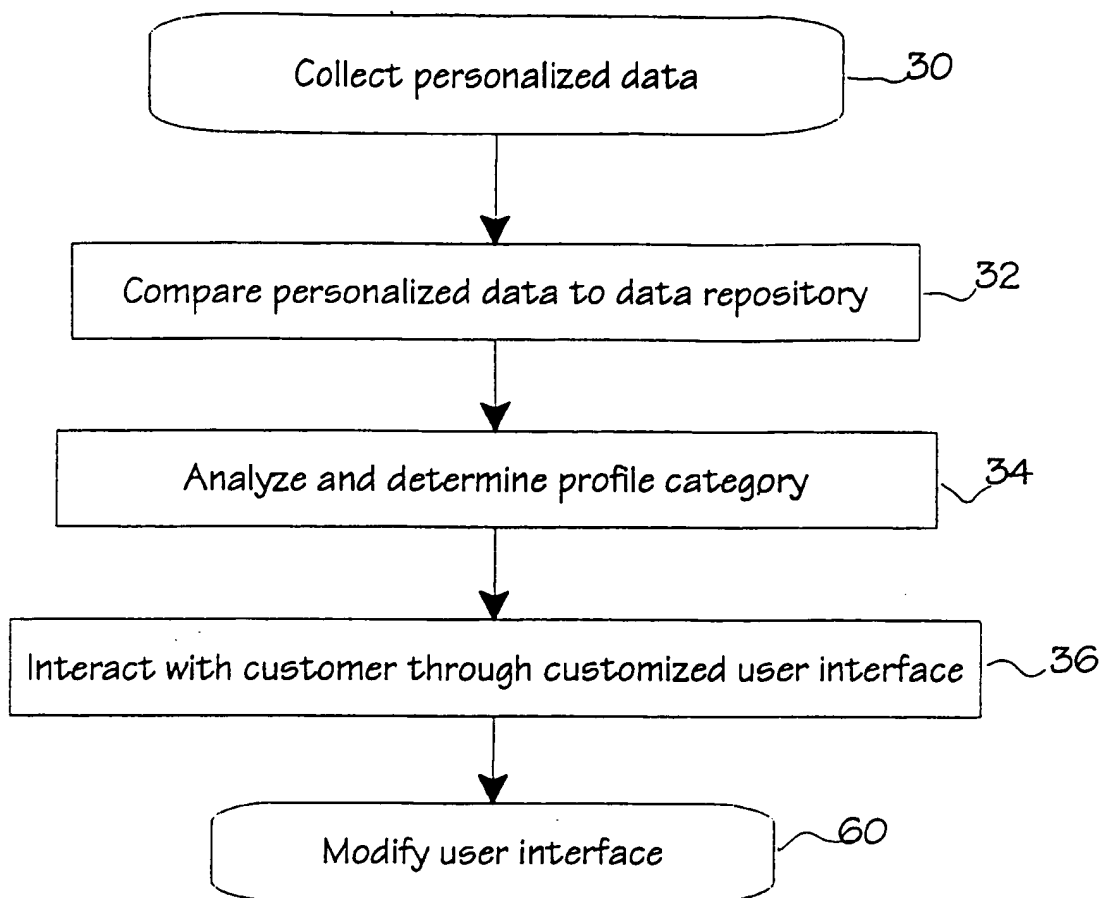 Collect personalized data 30
Compare personalized data to data repository 32
Analyze and determine profile category 34
Interact with customer through customized user interface 36
Modify user interface 60